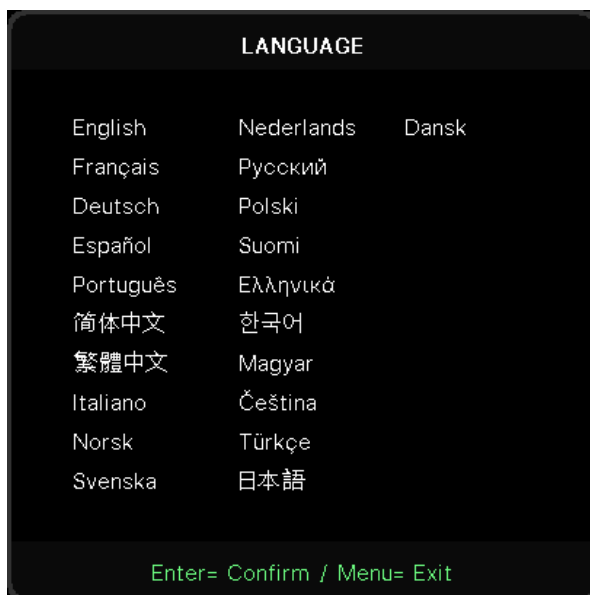 LANGUAGE
English Nederlands Dansk
Français Русский
Deutsch Polski
Español Suomi
Português Ελληνικά
简体中文 한국어
繁體中文 Magyar
Italiano Čeština
Norsk Türkçe
Svenska 日本語
Enter= Confirm / Menu= Exit